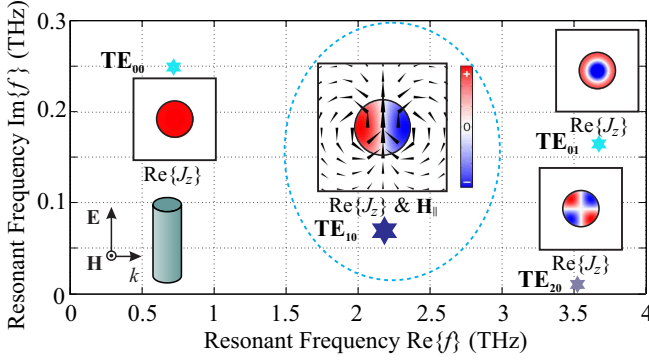 Resonant Frequency Im{f} (THz)
0.3
0.2
0.1
0
TE00
Re{Jz}
E
H
k
+
0
−
Re{Jz} & H∥
TE10
Re{Jz}
TE01
Re{Jz}
TE20
0 0.5 1 1.5 2 2.5 3 3.5 4
Resonant Frequency Re{f} (THz)